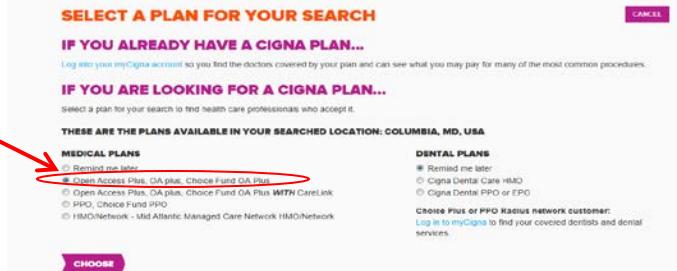 SELECT A PLAN FOR YOUR SEARCH
CANCEL
IF YOU ALREADY HAVE A CIGNA PLAN...
Log into your myCigna account so you find the doctors covered by your plan and can see what you may pay for many of the most common procedures.
IF YOU ARE LOOKING FOR A CIGNA PLAN...
Select a plan for your search to find health care professionals who accept it.
THESE ARE THE PLANS AVAILABLE IN YOUR SEARCHED LOCATION: COLUMBIA, MD, USA
MEDICAL PLANS
Remind me later
Open Access Plus, OA plus, Choice Fund OA Plus
Open Access Plus, OA plus, Choice Fund OA Plus WITH CareLink
PPO, Choice Fund PPO
HMO/Network - Mid Atlantic Managed Care Network HMO/Network
DENTAL PLANS
Remind me later
Cigna Dental Care HMO
Cigna Dental PPO or EPO
Choice Plus or PPO Radius network customer:
Log in to myCigna to find your covered dentists and dental
services.
CHOOSE